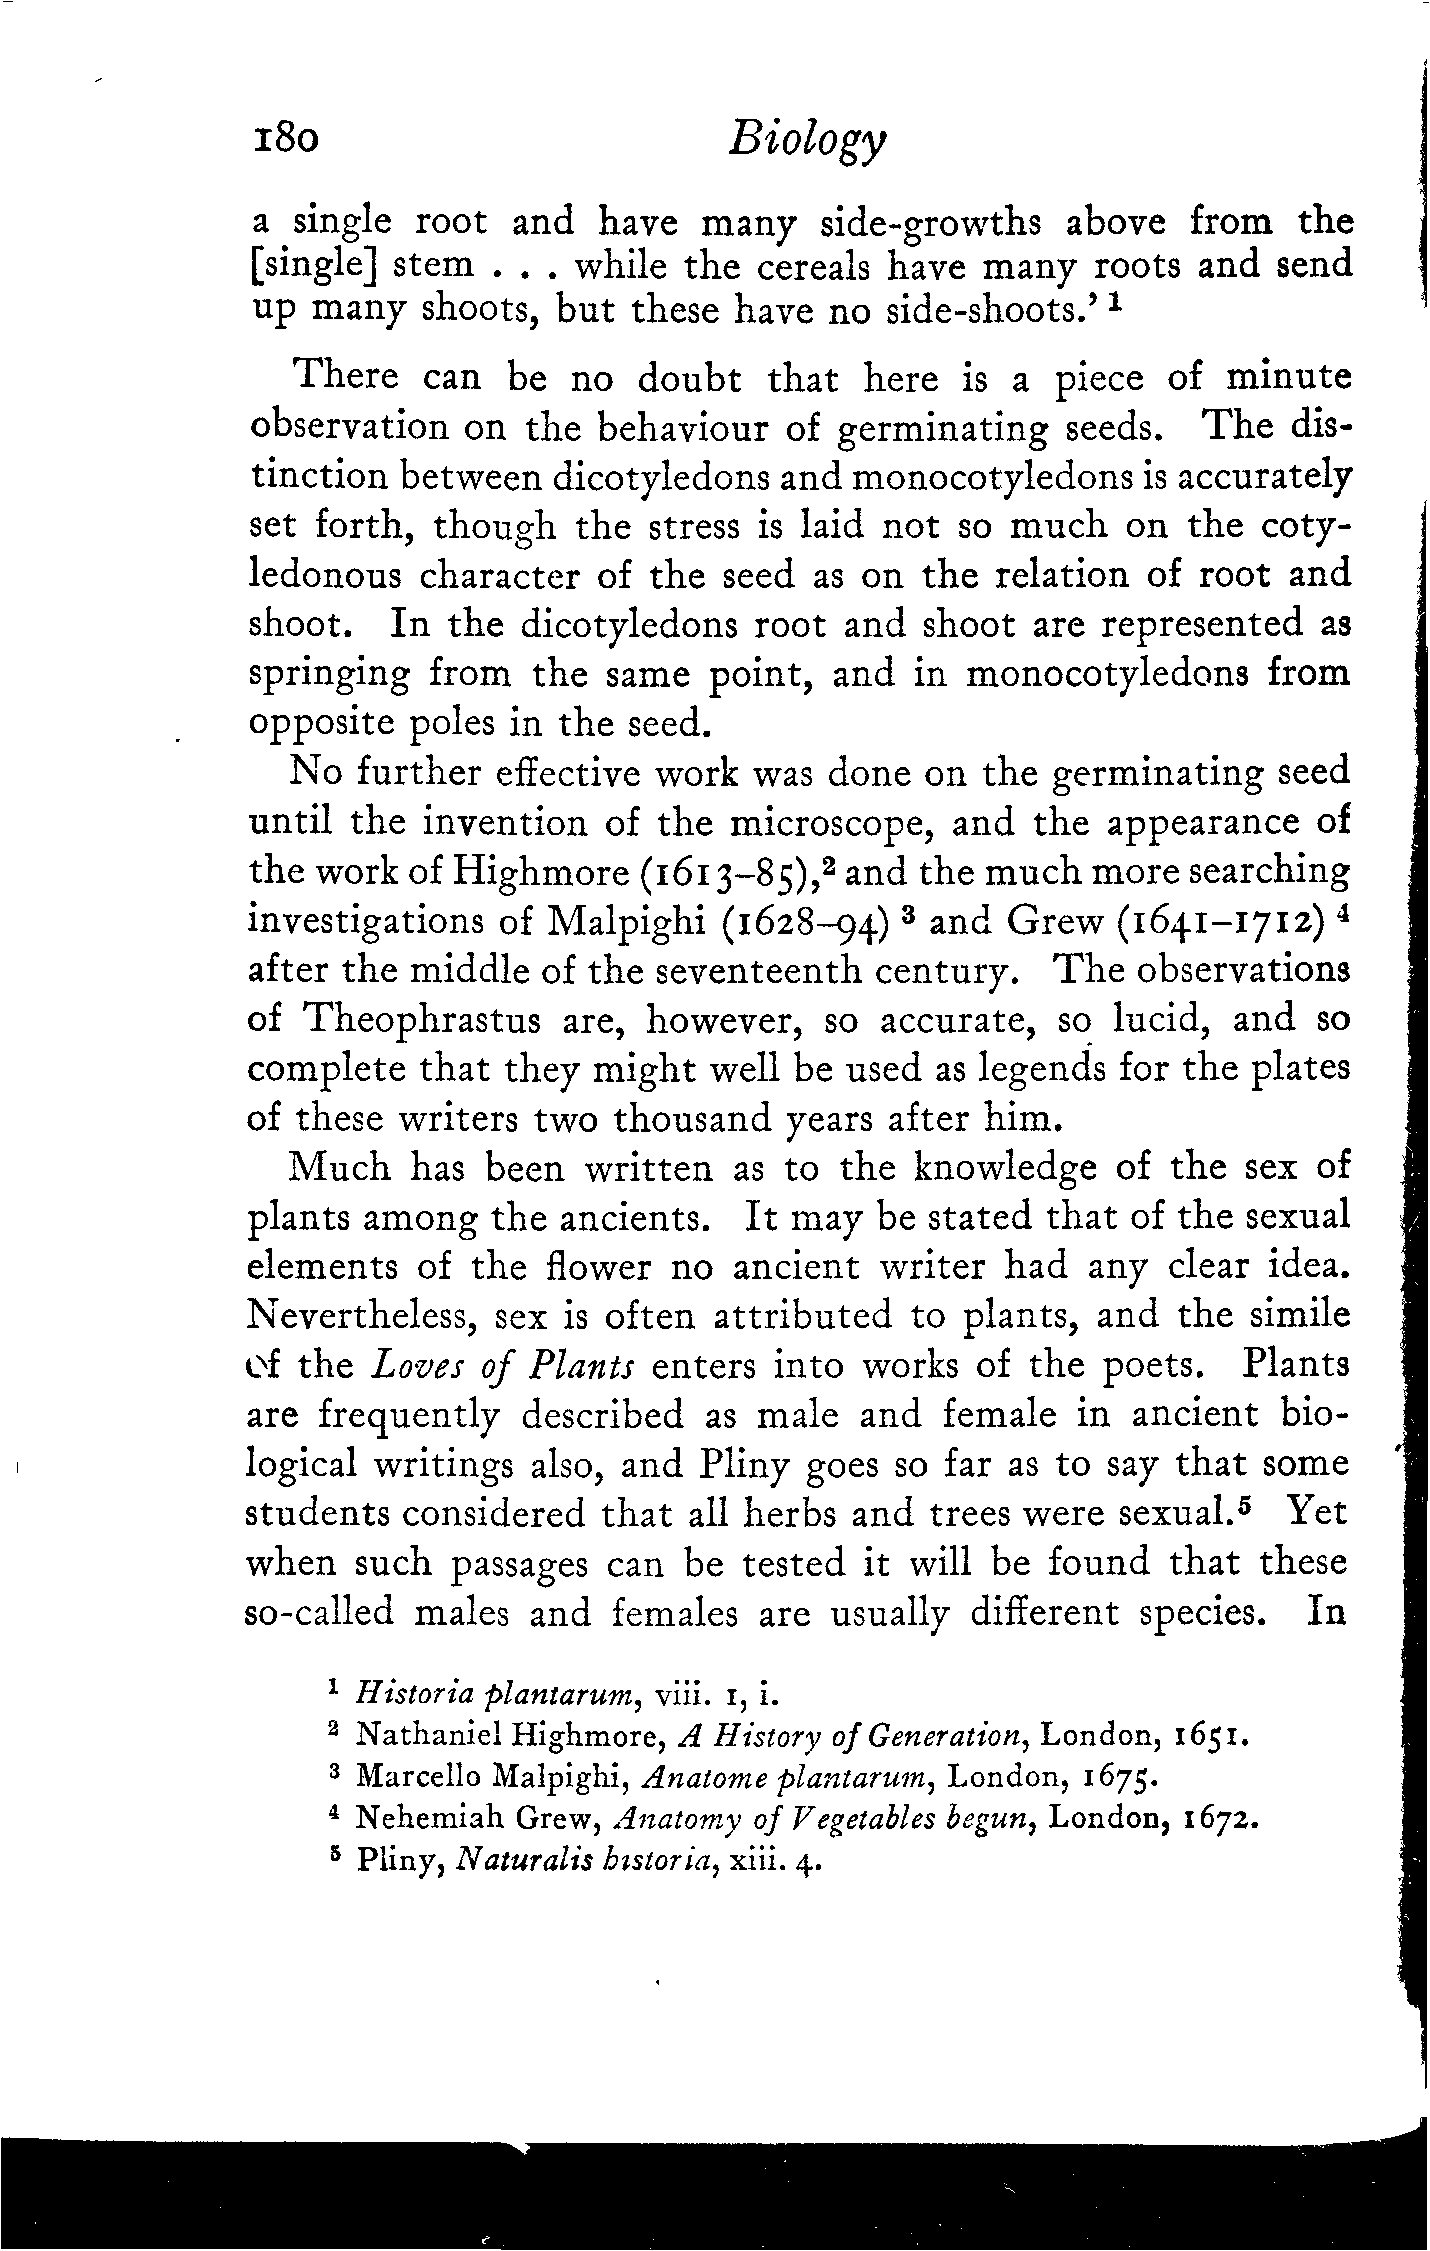 180 Biology
a single root and have many side-growths above from the
[single] stem . . . while the cereals have many roots and send
up many shoots, but these have no side-shoots.’ ¹
There can be no doubt that here is a piece of minute
observation on the behaviour of germinating seeds. The dis-
tinction between dicotyledons and monocotyledons is accurately
set forth, though the stress is laid not so much on the coty-
ledonous character of the seed as on the relation of root and
shoot. In the dicotyledons root and shoot are represented as
springing from the same point, and in monocotyledons from
opposite poles in the seed.
No further effective work was done on the germinating seed
until the invention of the microscope, and the appearance of
the work of Highmore (1613–85),² and the much more searching
investigations of Malpighi (1628–94) ³ and Grew (1641–1712) ⁴
after the middle of the seventeenth century. The observations
of Theophrastus are, however, so accurate, so lucid, and so
complete that they might well be used as legends for the plates
of these writers two thousand years after him.
Much has been written as to the knowledge of the sex of
plants among the ancients. It may be stated that of the sexual
elements of the flower no ancient writer had any clear idea.
Nevertheless, sex is often attributed to plants, and the simile
of the Loves of Plants enters into works of the poets. Plants
are frequently described as male and female in ancient bio-
logical writings also, and Pliny goes so far as to say that some
students considered that all herbs and trees were sexual.⁵ Yet
when such passages can be tested it will be found that these
so-called males and females are usually different species. In
¹ Historia plantarum, viii. 1, i.
² Nathaniel Highmore, A History of Generation, London, 1651.
³ Marcello Malpighi, Anatome plantarum, London, 1675.
⁴ Nehemiah Grew, Anatomy of Vegetables begun, London, 1672.
⁵ Pliny, Naturalis historia, xiii. 4.